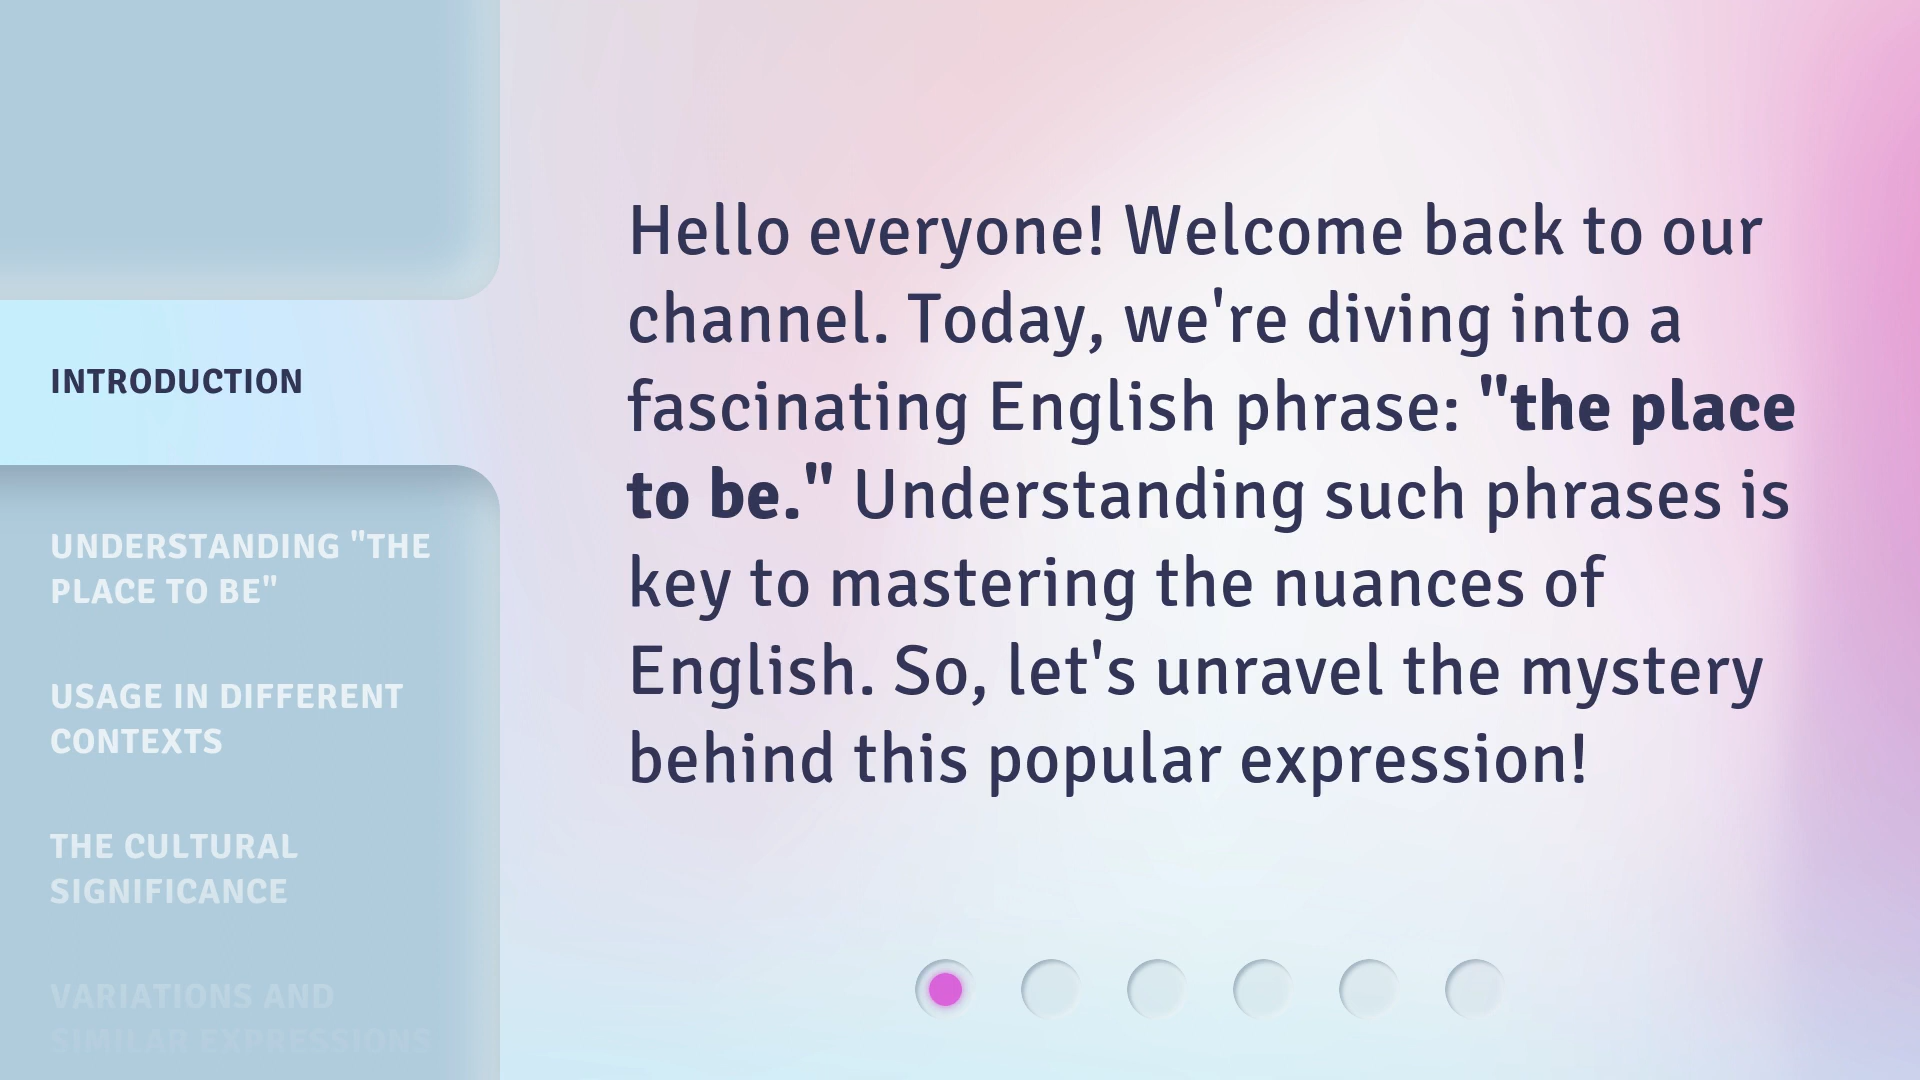 INTRODUCTION
UNDERSTANDING "THE
PLACE TO BE"
USAGE IN DIFFERENT
CONTEXTS
THE CULTURAL
SIGNIFICANCE
VARIATIONS AND
SIMILAR EXPRESSIONS
Hello everyone! Welcome back to our
channel. Today, we're diving into a
fascinating English phrase: "the place
to be." Understanding such phrases is
key to mastering the nuances of
English. So, let's unravel the mystery
behind this popular expression!